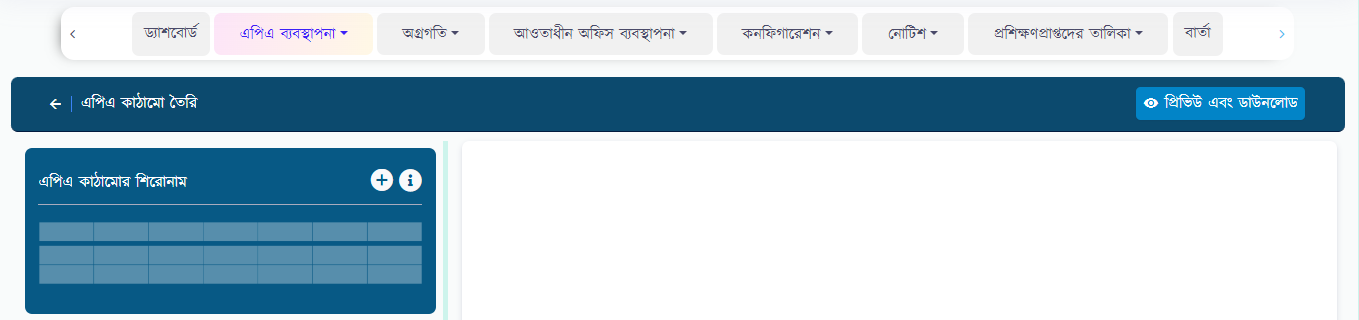 ড্যাশবোর্ড এপিএ ব্যবস্থাপনা অগ্রগতি আওতাধীন অফিস ব্যবস্থাপনা কনফিগারেশন নোটিশ প্রশিক্ষণপ্রাপ্তদের তালিকা বার্তা
এপিএ কাঠামো তৈরি প্রিভিউ এবং ডাউনলোড
এপিএ কাঠামোর শিরোনাম